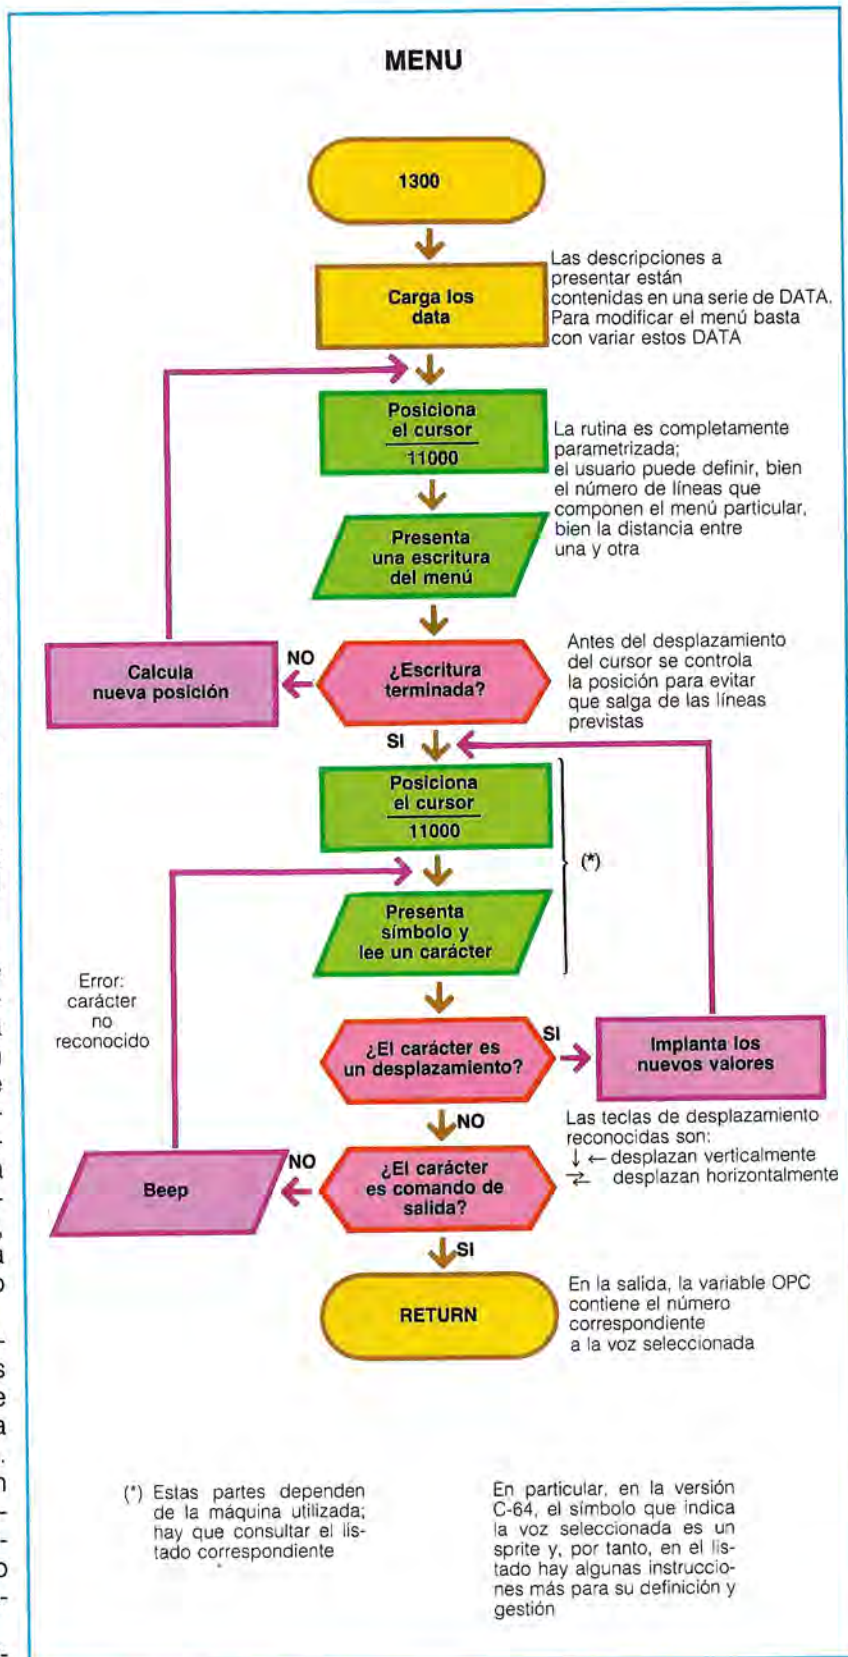 MENU
1300
Carga los
data
Las descripciones a
presentar están
contenidas en una serie de DATA.
Para modificar el menú basta
con variar estos DATA
Posiciona
el cursor
11000
La rutina es completamente
parametrizada;
el usuario puede definir, bien
el número de líneas que
componen el menú particular,
bien la distancia entre
una y otra
Presenta
una escritura
del menú
Antes del desplazamiento
del cursor se controla
la posición para evitar
que salga de las líneas
previstas
Calcula
nueva posición
NO
¿Escritura
terminada?
SI
Posiciona
el cursor
11000
(*)
Presenta
símbolo y
lee un carácter
Error:
carácter
no
reconocido
¿El carácter es
un desplazamiento?
SI
Implanta los
nuevos valores
NO
Las teclas de desplazamiento
reconocidas son:
↓ ← desplazan verticalmente
⇄ desplazan horizontalmente
Beep
NO
¿El carácter
es comando de
salida?
SI
RETURN
En la salida, la variable OPC
contiene el número
correspondiente
a la voz seleccionada
(*) Estas partes dependen
de la máquina utilizada;
hay que consultar el lis-
tado correspondiente
En particular, en la versión
C-64, el símbolo que indica
la voz seleccionada es un
sprite y, por tanto, en el lis-
tado hay algunas instruccio-
nes más para su definición y
gestión